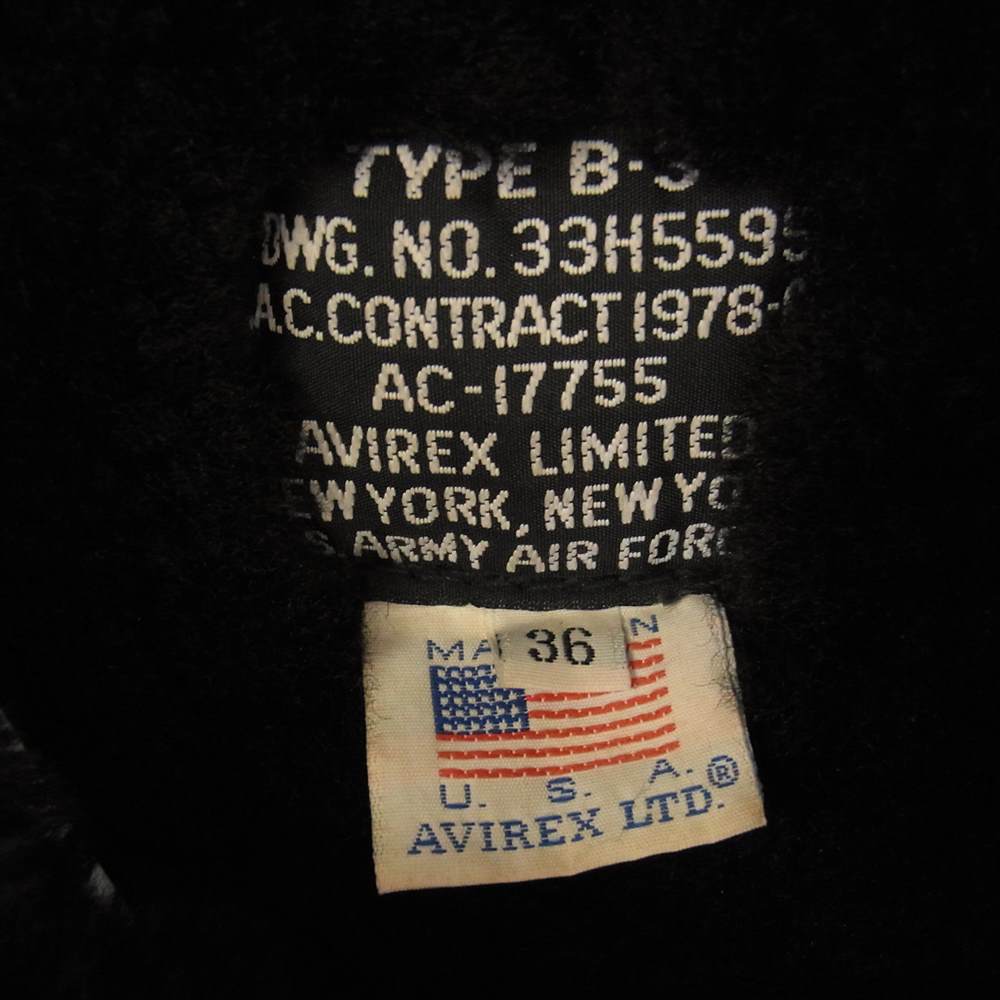 TYPE B-3
DWG. NO. 33H5595
A.C. CONTRACT 1978-
AC-17755
AVIREX LIMITED
EW YORK, NEW YO
S ARMY AIR FOR
MA N
36
U. S. A.
AVIREX LTD.®